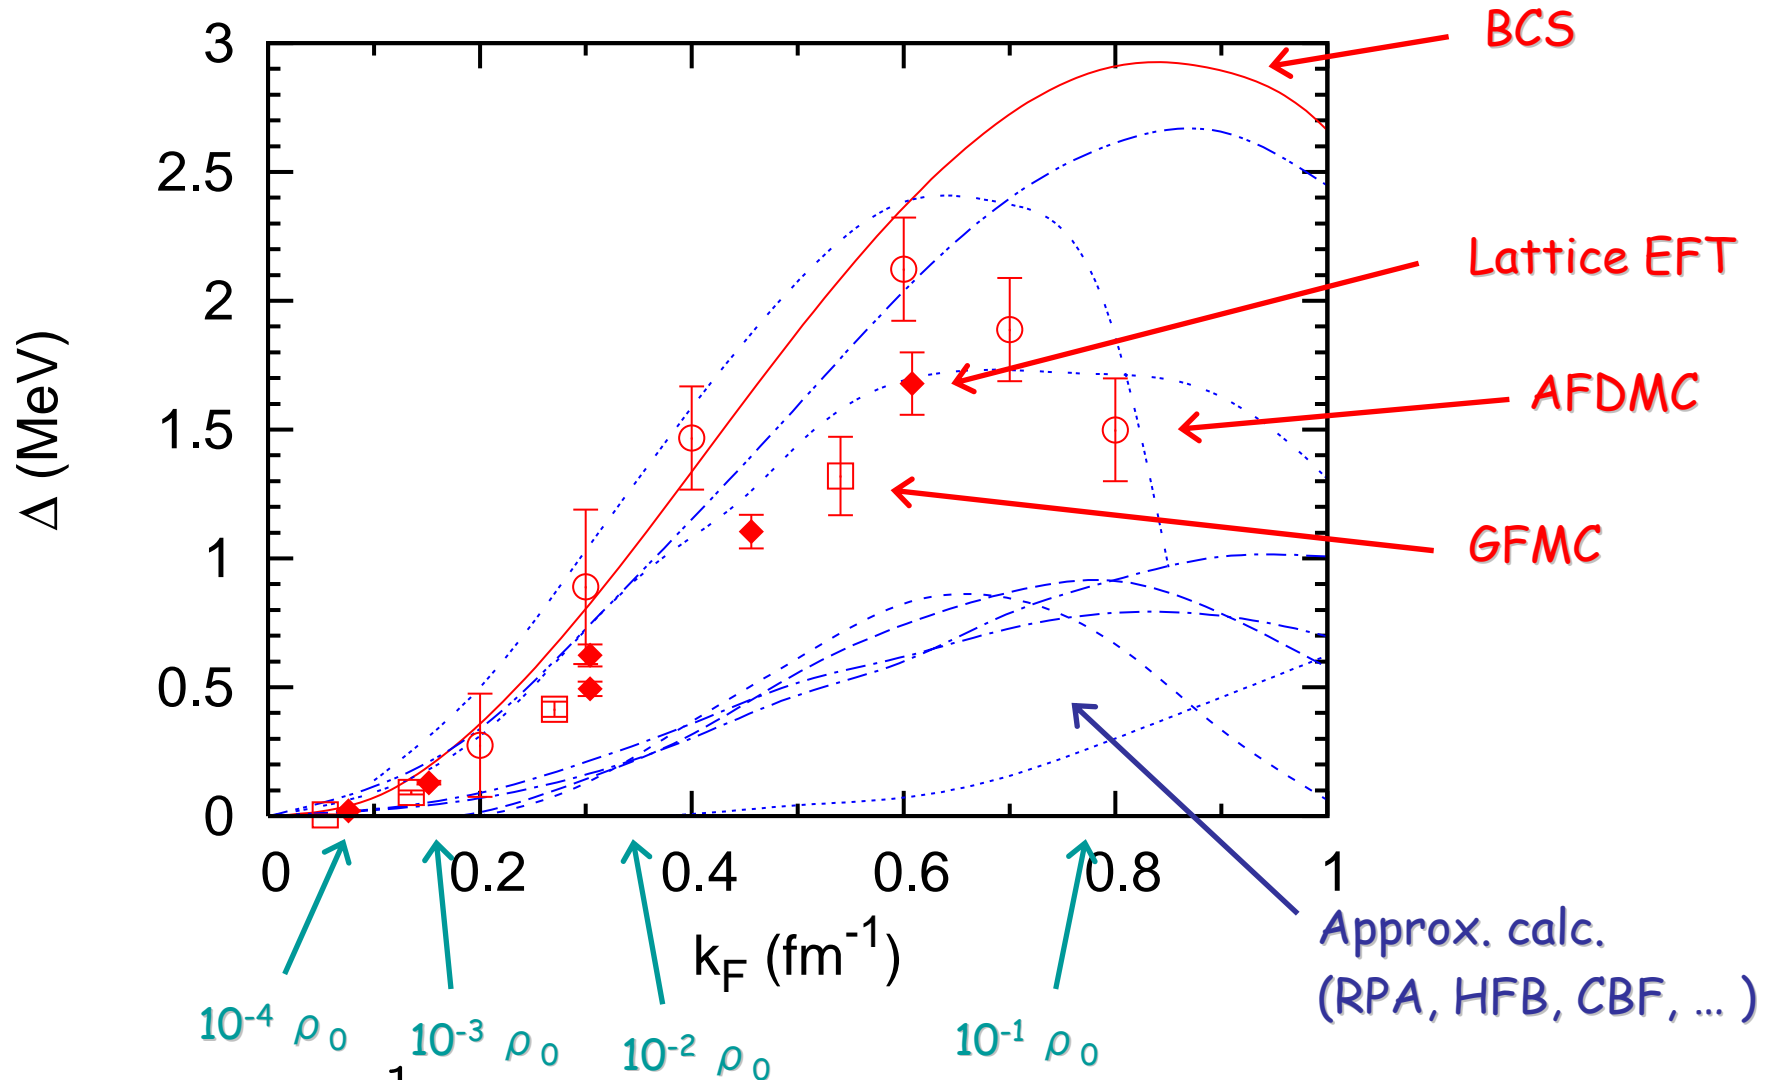 BCS
3
2.5
Lattice EFT
2
AFDMC
1.5
Δ (MeV)
GFMC
1
0.5
0
0 0.2 0.4 0.6 0.8 1
k_F (fm⁻¹)
Approx. calc.
(RPA, HFB, CBF, ... )
10⁻⁴ ρ₀ 10⁻³ ρ₀ 10⁻² ρ₀ 10⁻¹ ρ₀
1